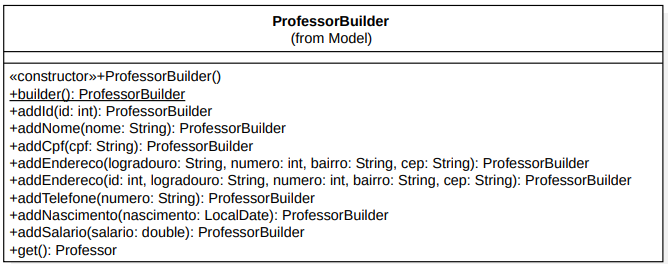 ProfessorBuilder
(from Model)
«constructor»+ProfessorBuilder()
+builder(): ProfessorBuilder
+addId(id: int): ProfessorBuilder
+addNome(nome: String): ProfessorBuilder
+addCpf(cpf: String): ProfessorBuilder
+addEndereco(logradouro: String, numero: int, bairro: String, cep: String): ProfessorBuilder
+addEndereco(id: int, logradouro: String, numero: int, bairro: String, cep: String): ProfessorBuilder
+addTelefone(numero: String): ProfessorBuilder
+addNascimento(nascimento: LocalDate): ProfessorBuilder
+addSalario(salario: double): ProfessorBuilder
+get(): Professor